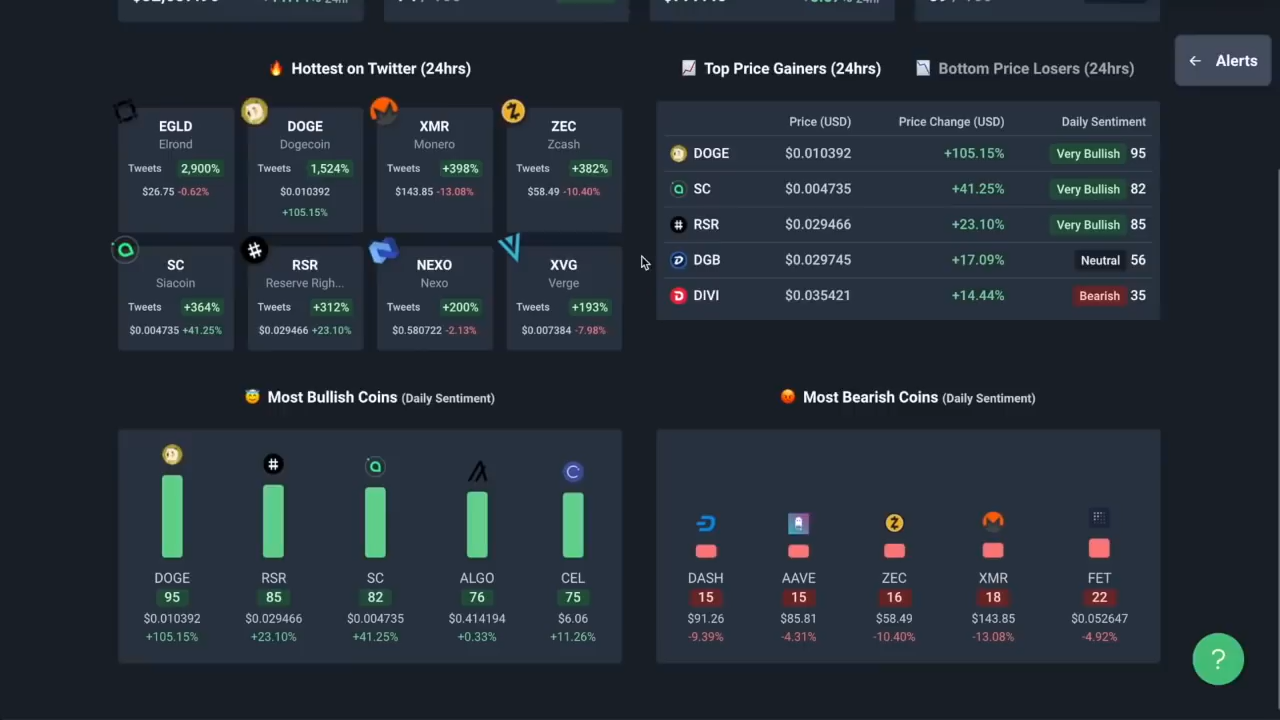 Alerts
Hottest on Twitter (24hrs)
EGLD
Elrond
Tweets 2,900%
$26.75 -0.62%
DOGE
Dogecoin
Tweets 1,524%
$0.010392
+105.15%
XMR
Monero
Tweets +398%
$143.85 -13.08%
ZEC
Zcash
Tweets +382%
$58.49 -10.40%
SC
Siacoin
Tweets +364%
$0.004735 +41.25%
RSR
Reserve Righ...
Tweets +312%
$0.029466 +23.10%
NEXO
Nexo
Tweets +200%
$0.580722 -2.13%
XVG
Verge
Tweets +193%
$0.007384 -7.98%
Top Price Gainers (24hrs) Bottom Price Losers (24hrs)
Price (USD) Price Change (USD) Daily Sentiment
DOGE $0.010392 +105.15% Very Bullish 95
SC $0.004735 +41.25% Very Bullish 82
RSR $0.029466 +23.10% Very Bullish 85
DGB $0.029745 +17.09% Neutral 56
DIVI $0.035421 +14.44% Bearish 35
Most Bullish Coins (Daily Sentiment)
DOGE RSR SC ALGO CEL
95 85 82 76 75
$0.010392 $0.029466 $0.004735 $0.414194 $6.06
+105.15% +23.10% +41.25% +0.33% +11.26%
Most Bearish Coins (Daily Sentiment)
DASH AAVE ZEC XMR FET
15 15 16 18 22
$91.26 $85.81 $58.49 $143.85 $0.052647
-9.39% -4.31% -10.40% -13.08% -4.92%
?